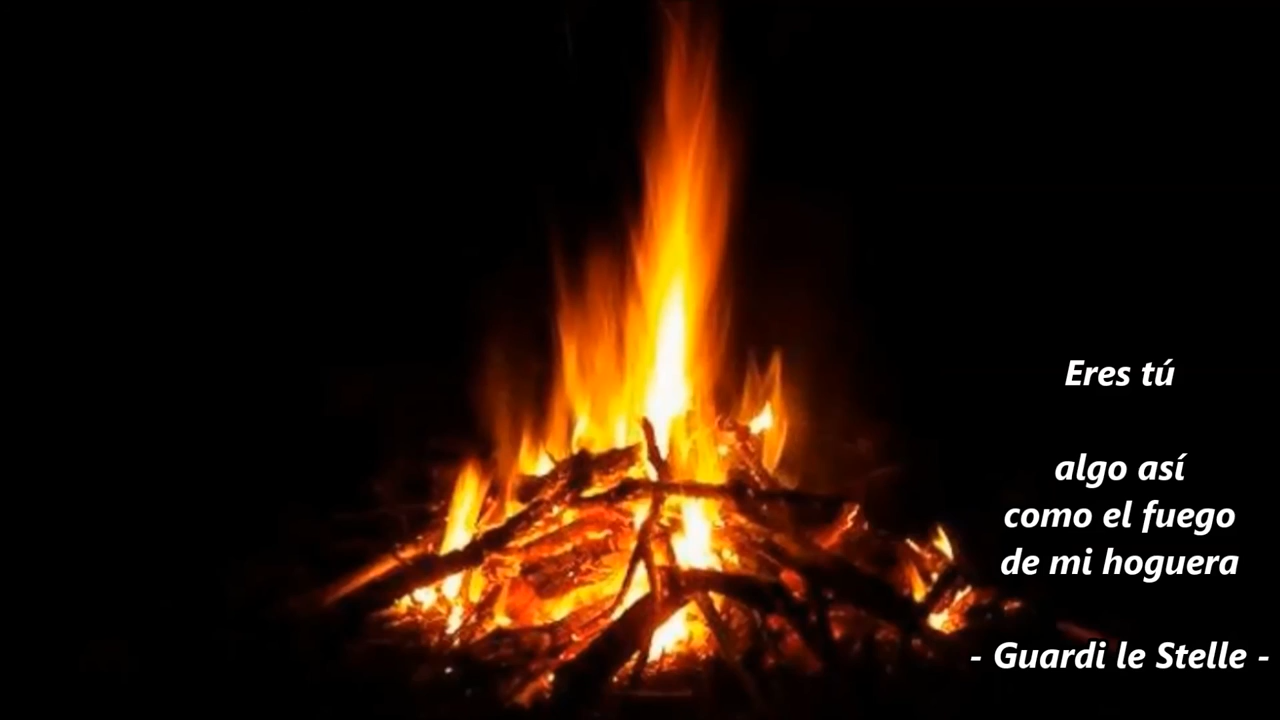 Eres tú
algo así
como el fuego
de mi hoguera
- Guardi le Stelle -